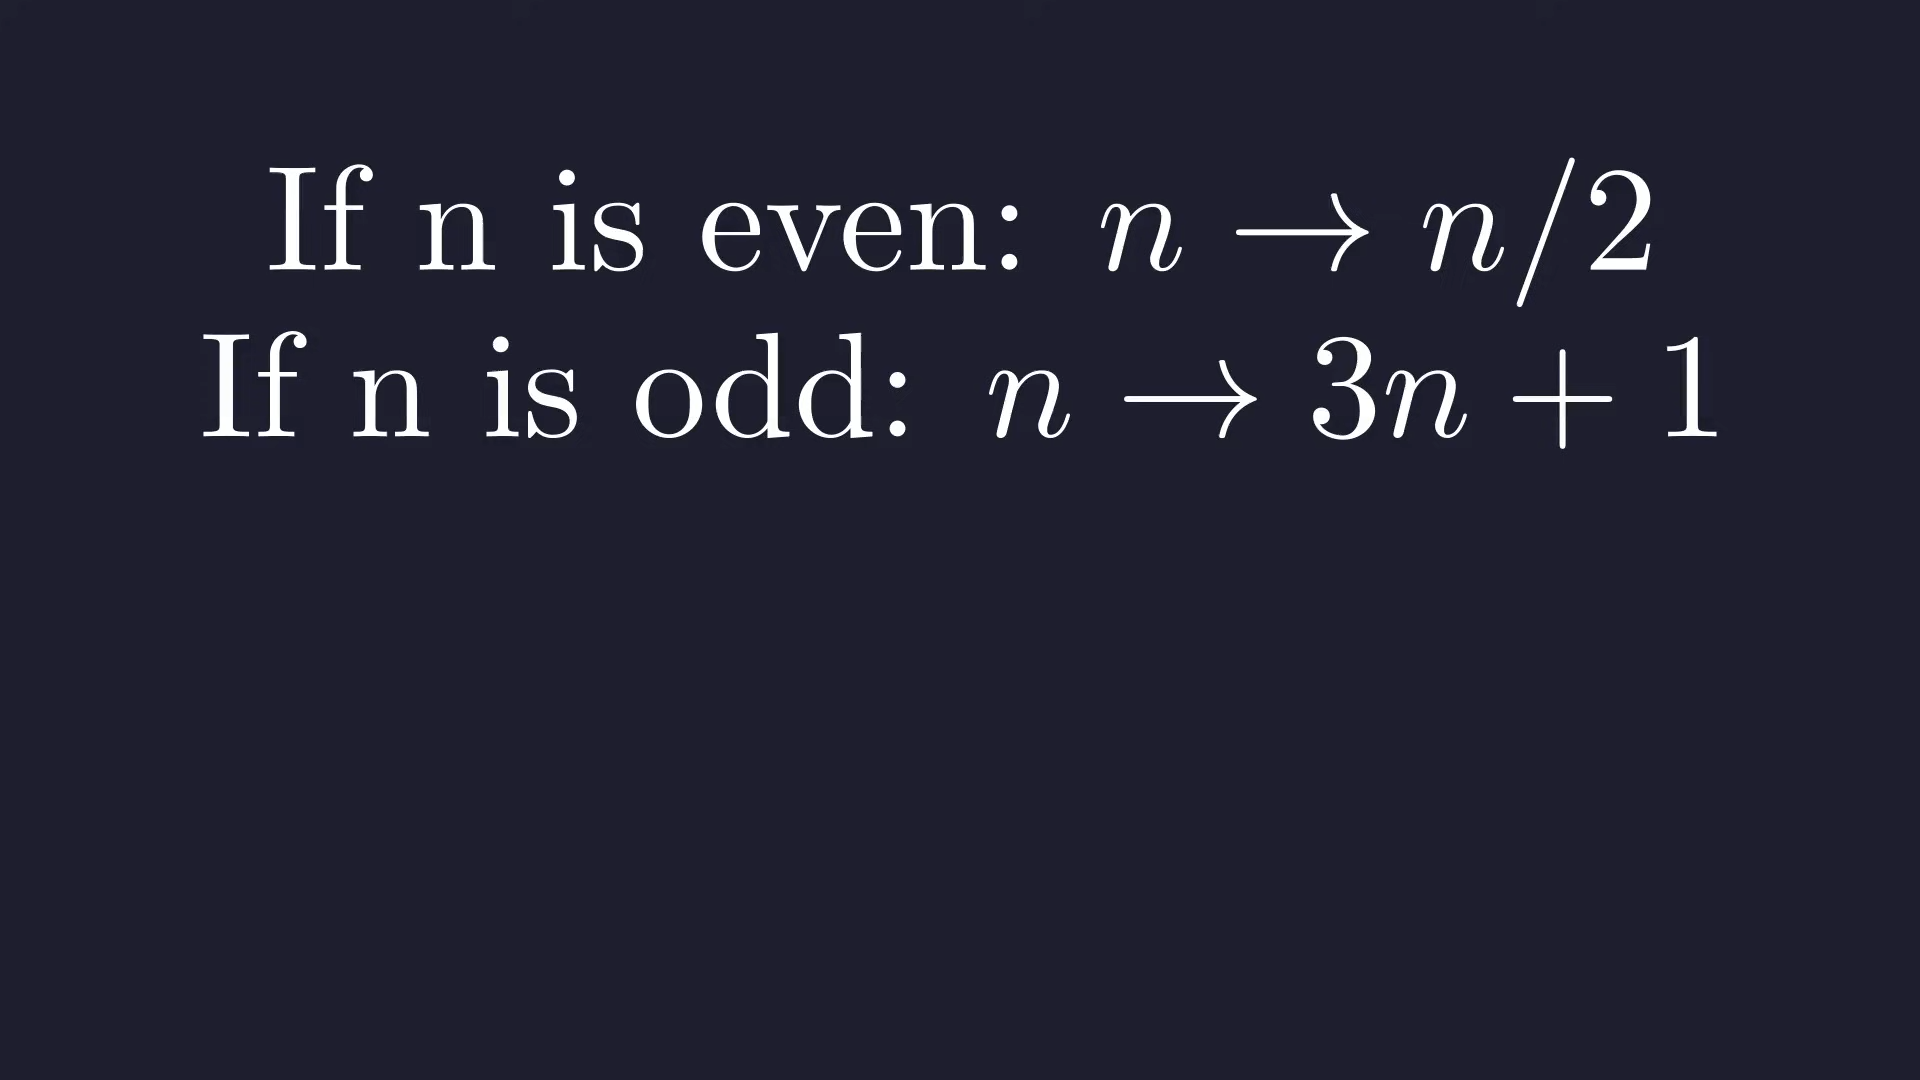 If n is even: n → n/2
If n is odd: n → 3n + 1